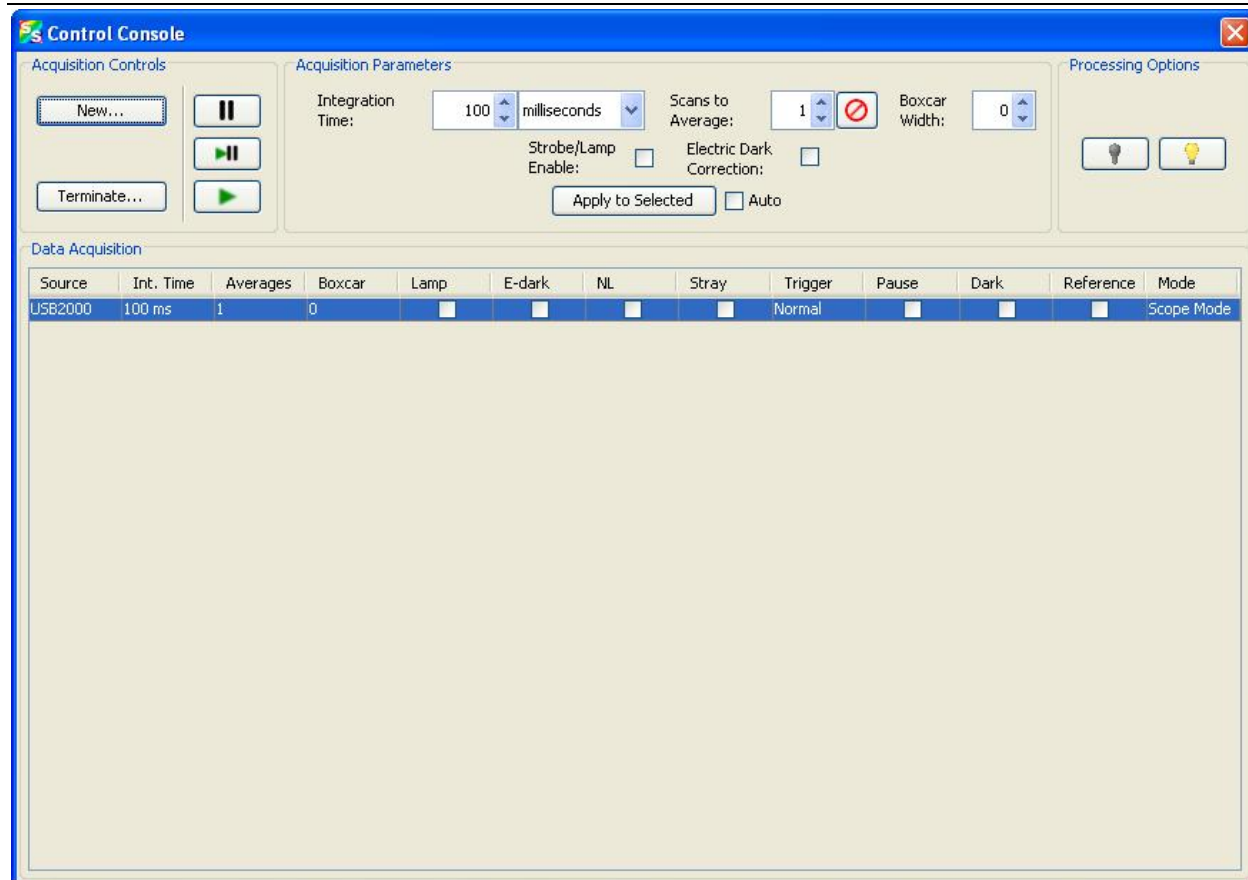 Control Console
Acquisition Controls
New...
Terminate...
Acquisition Parameters
Integration
Time:
100 milliseconds
Scans to
Average:
1
Boxcar
Width:
0
Strobe/Lamp
Enable:
Electric Dark
Correction:
Apply to Selected
Auto
Processing Options
Data Acquisition
Source Int. Time Averages Boxcar Lamp E-dark NL Stray Trigger Pause Dark Reference Mode
USB2000 100 ms 1 0 Normal Scope Mode